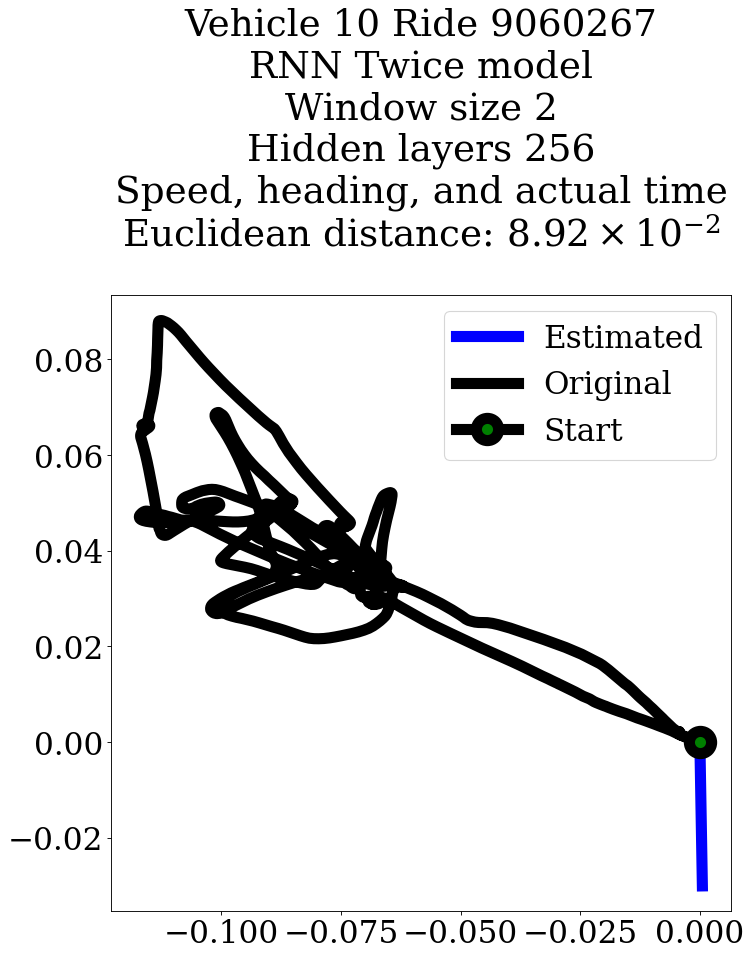 Vehicle 10 Ride 9060267
RNN Twice model
Window size 2
Hidden layers 256
Speed, heading, and actual time
Euclidean distance: 8.92 × 10⁻²
Estimated
Original
Start
0.08
0.06
0.04
0.02
0.00
−0.02
−0.100 −0.075 −0.050 −0.025 0.000